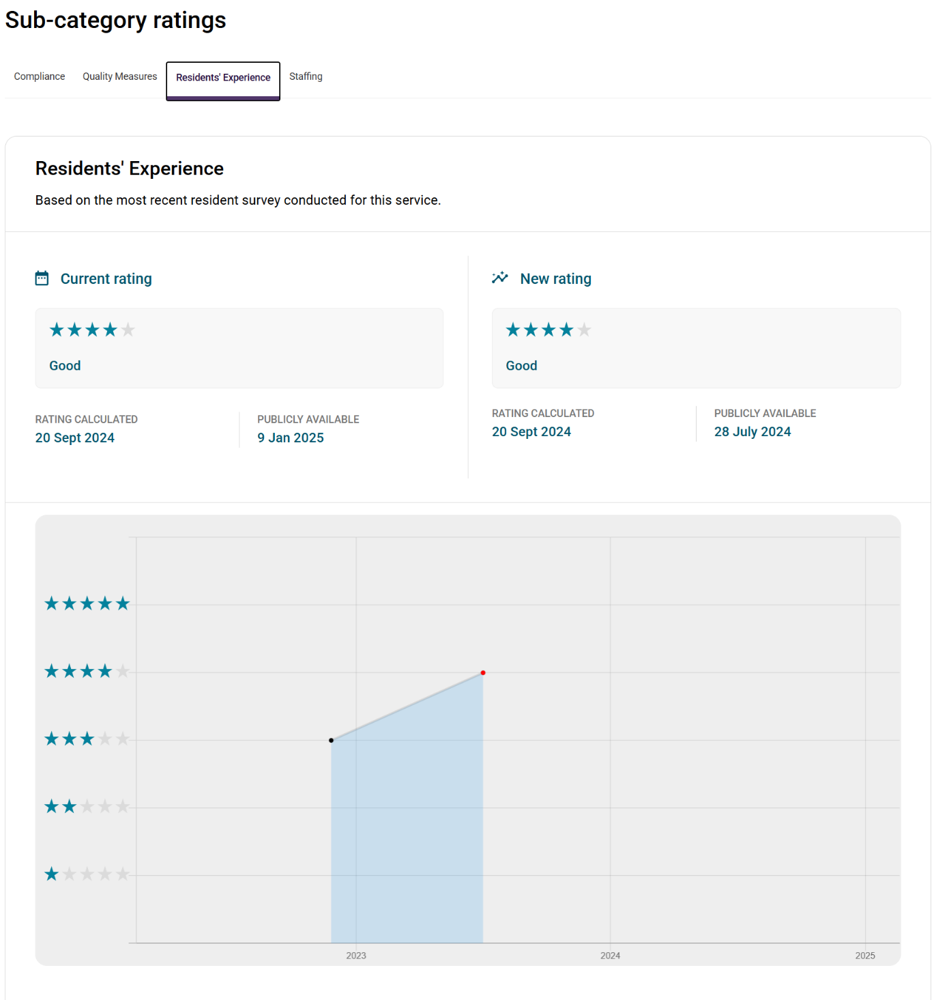 Sub-category ratings
Compliance
Quality Measures
Residents' Experience
Staffing
Residents' Experience
Based on the most recent resident survey conducted for this service.
Current rating
Good
RATING CALCULATED
20 Sept 2024
PUBLICLY AVAILABLE
9 Jan 2025
New rating
Good
RATING CALCULATED
20 Sept 2024
PUBLICLY AVAILABLE
28 July 2024
2023
2024
2025